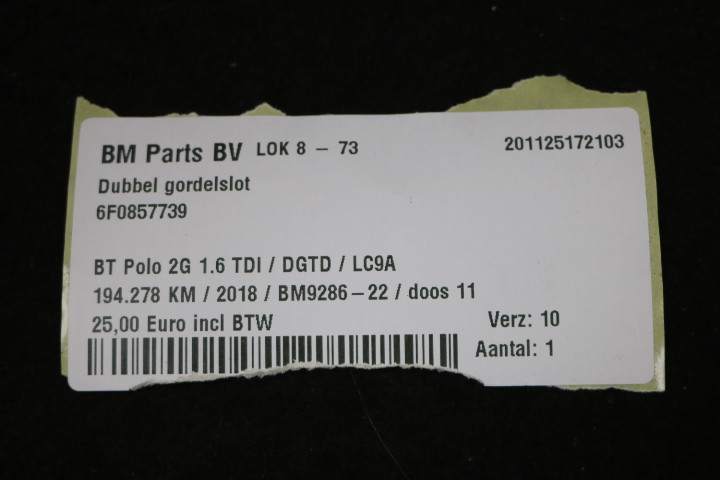 BM Parts BV LOK 8 - 73 201125172103
Dubbel gordelslot
6F0857739
BT Polo 2G 1.6 TDI / DGTD / LC9A
194.278 KM / 2018 / BM9286-22 / doos 11
25,00 Euro incl BTW Verz: 10
Aantal: 1